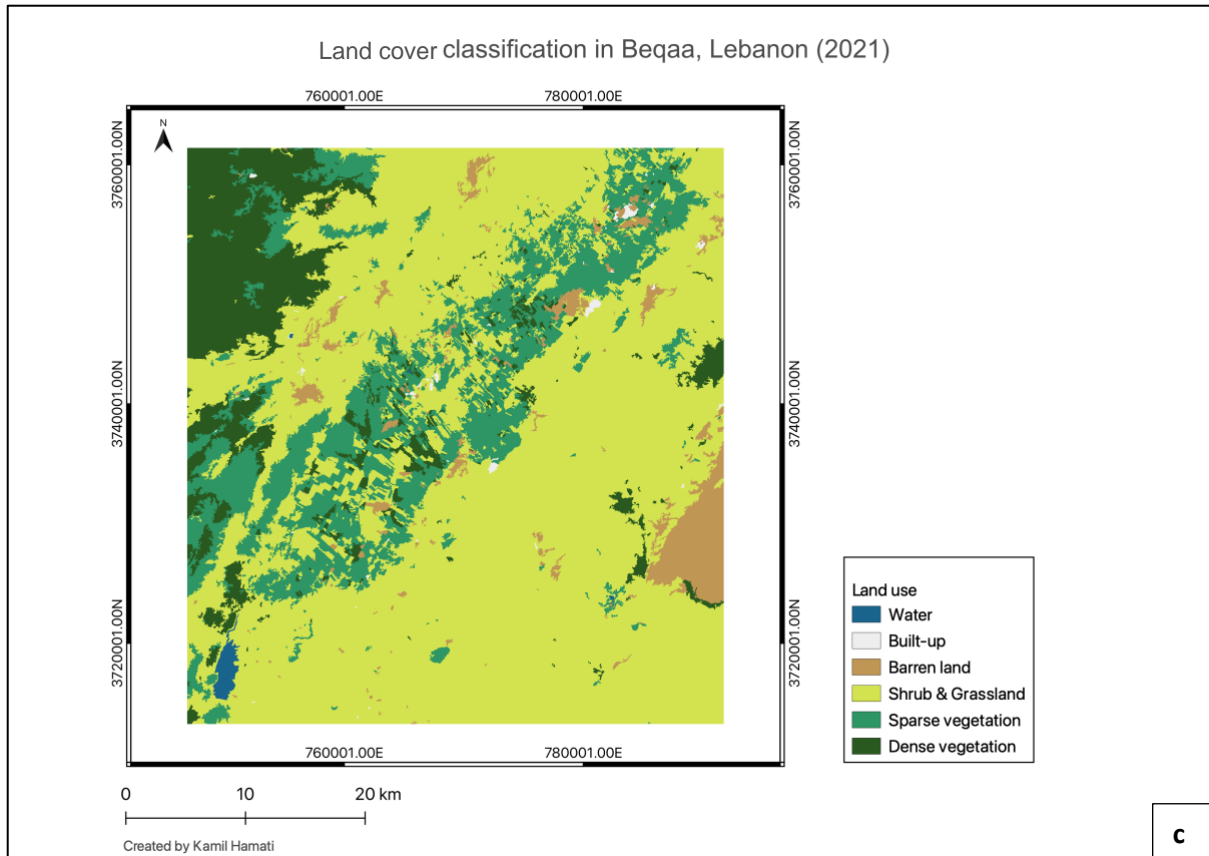 Land cover classification in Beqaa, Lebanon (2021)
760001.00E 780001.00E
N
3760001.00N 3760001.00N
3740001.00N 3740001.00N
3720001.00N 3720001.00N
760001.00E 780001.00E
Land use
Water
Built-up
Barren land
Shrub & Grassland
Sparse vegetation
Dense vegetation
0 10 20 km
Created by Kamil Hamati
c